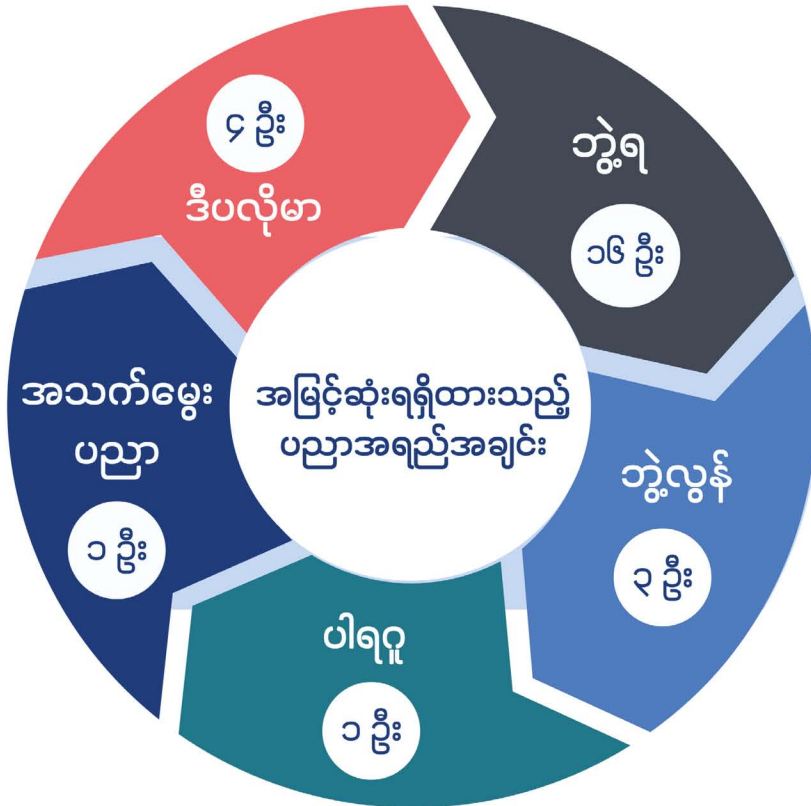 ၄ ဦး
ဒီပလိုမာ
ဘွဲ့ရ
၁၆ ဦး
အသက်မွေး
ပညာ
၁ ဦး
အမြင့်ဆုံးရရှိထားသည့်
ပညာအရည်အချင်း
ဘွဲ့လွန်
၃ ဦး
ပါရဂူ
၁ ဦး